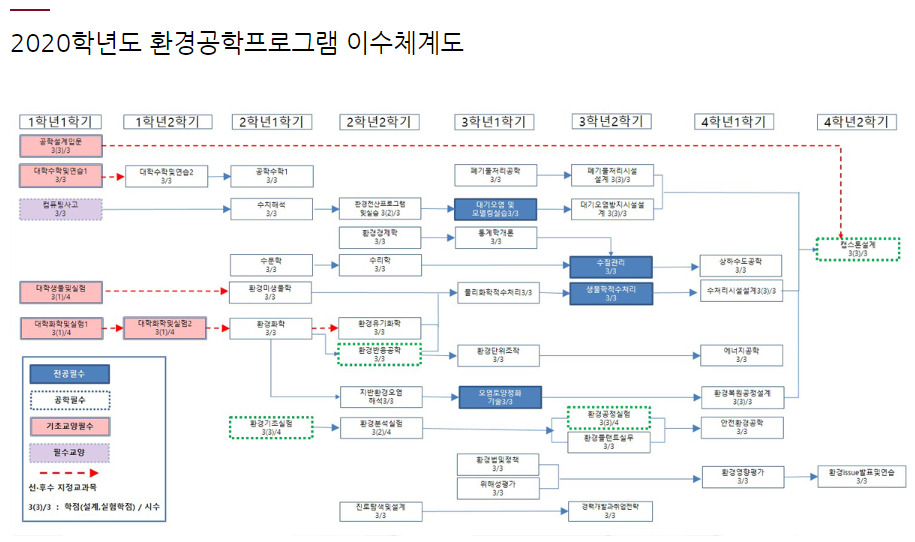 2020학년도 환경공학프로그램 이수체계도
1학년1학기
1학년2학기
2학년1학기
2학년2학기
3학년1학기
3학년2학기
4학년1학기
4학년2학기
공학설계입문
3(3)/3
대학수학및연습1
3/3
대학수학및연습2
3/3
공학수학1
3/3
폐기물처리공학
3/3
폐기물처리시설
설계 3(3)/3
컴퓨팅사고
3/3
수치해석
3/3
환경전산프로그램
및실습 3(2)/3
대기오염 및
모델링실습3/3
대기오염방지시설설
계 3(3)/3
환경경제학
3/3
통계학개론
3/3
캡스톤설계
3(3)/3
수문학
3/3
수리학
3/3
수질관리
3/3
상하수도공학
3/3
대학생물및실험
3(1)/4
환경미생물학
3/3
물리화학적수처리3/3
생물학적수처리
3/3
수처리시설설계3(3)/3
대학화학및실험1
3(1)/4
대학화학및실험2
3(1)/4
환경화학
3/3
환경유기화학
3/3
환경반응공학
3/3
환경단위조작
3/3
에너지공학
3/3
지반환경오염
해석3/3
오염토양정화
기술3/3
환경복원공정설계
3(3)/3
환경기초실험
3(3)/4
환경분석실험
3(2)/4
환경공정실험
3(3)/4
환경플랜트실무
3/3
안전환경공학
3/3
환경법및정책
3/3
위해성평가
3/3
환경영향평가
3/3
환경issue발표및연습
3/3
진로탐색및설계
3/3
경력개발과취업전략
3/3
전공필수
공학필수
기초교양필수
필수교양
선·후수 지정교과목
3(3)/3 : 학점(설계,실험학점) / 시수